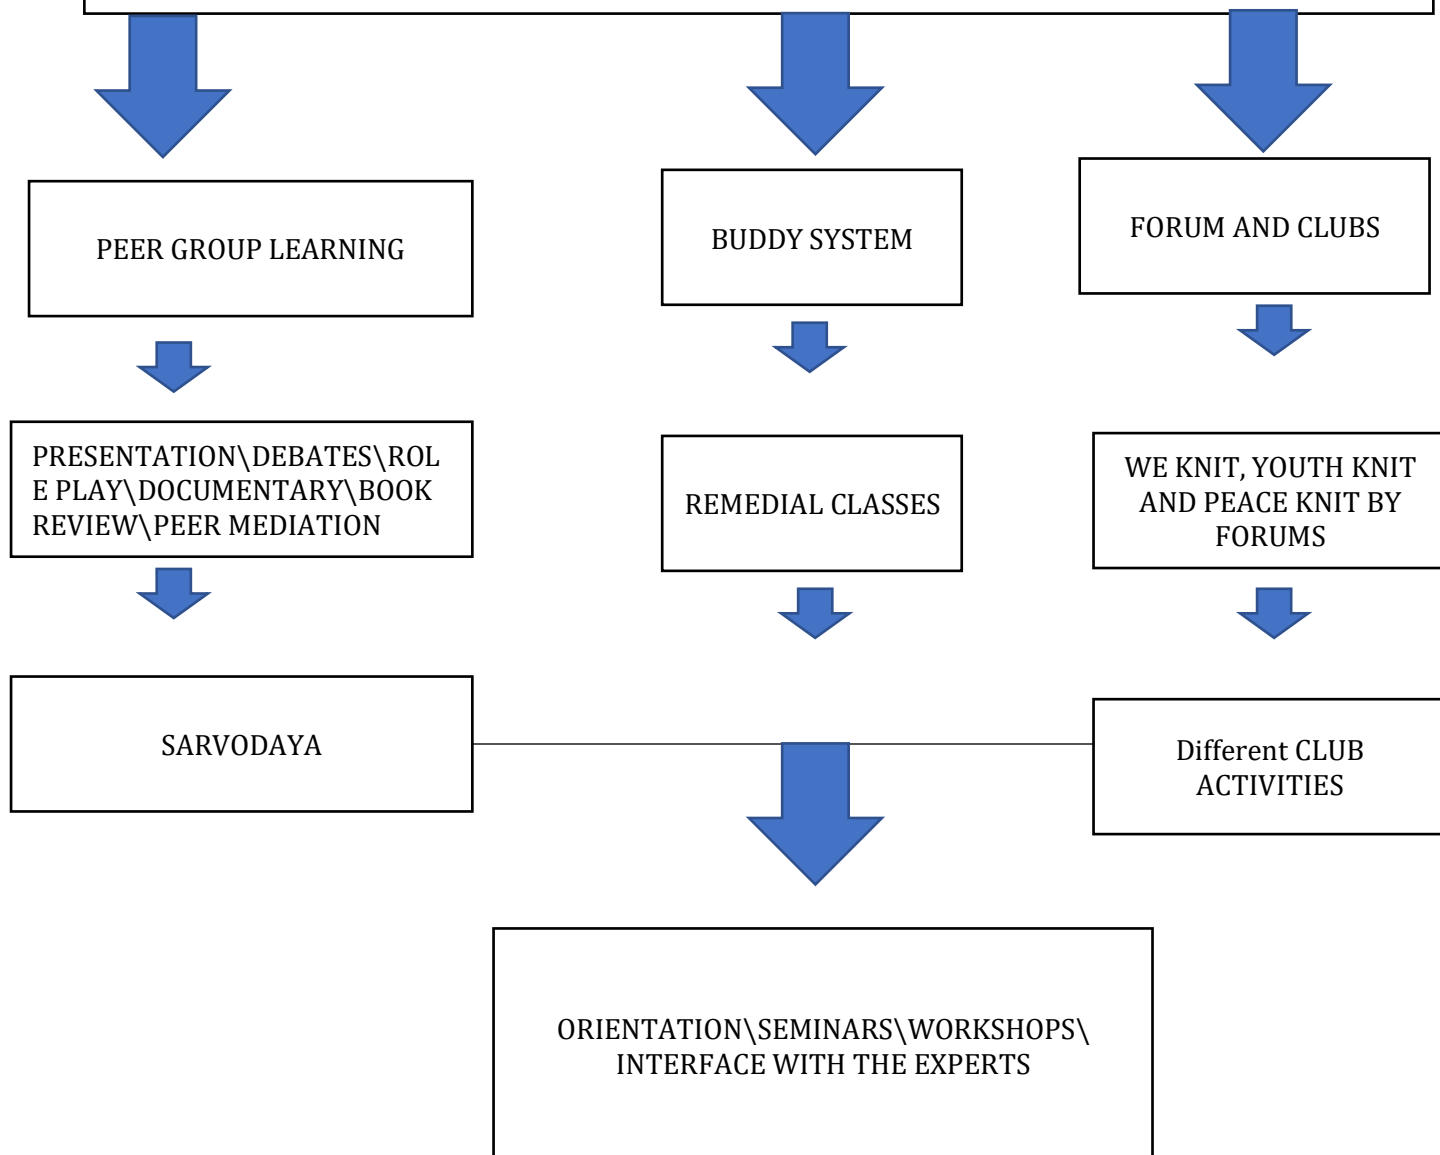 PEER GROUP LEARNING
BUDDY SYSTEM
FORUM AND CLUBS
PRESENTATION\DEBATES\ROL
E PLAY\DOCUMENTARY\BOOK
REVIEW\PEER MEDIATION
REMEDIAL CLASSES
WE KNIT, YOUTH KNIT
AND PEACE KNIT BY
FORUMS
SARVODAYA
Different CLUB
ACTIVITIES
ORIENTATION\SEMINARS\WORKSHOPS\
INTERFACE WITH THE EXPERTS